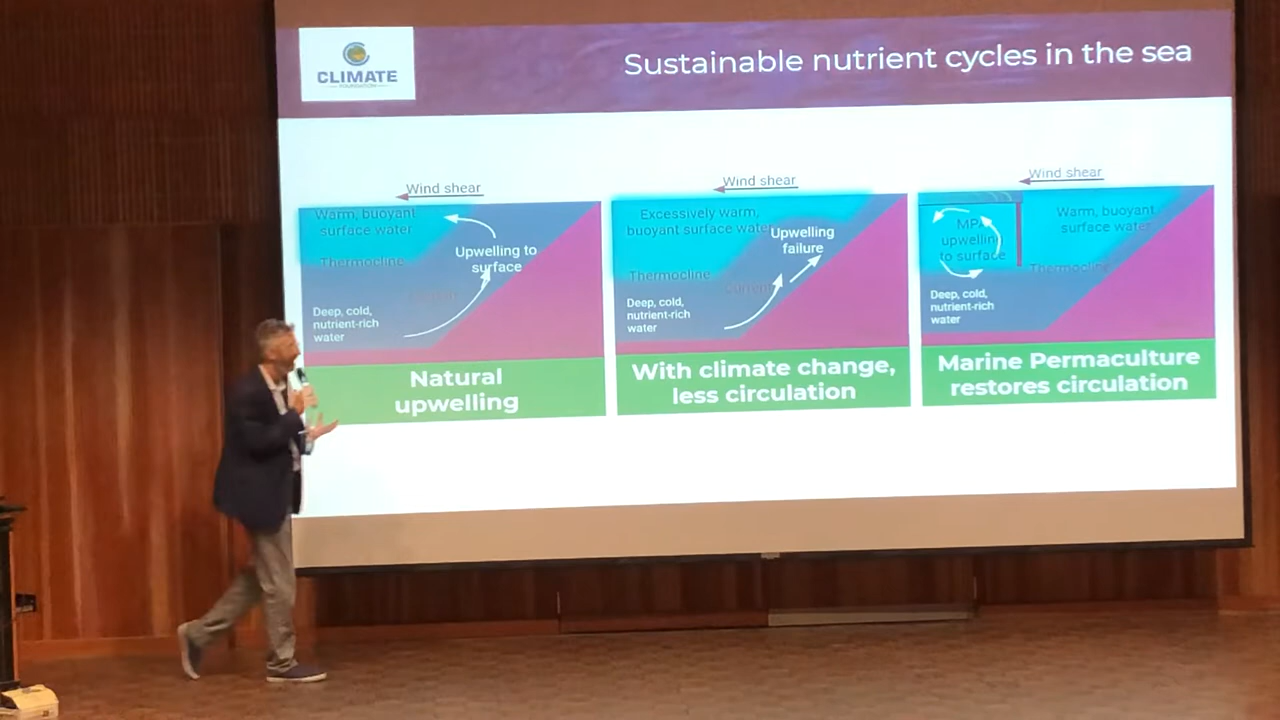 CLIMATE
FOUNDATION
Sustainable nutrient cycles in the sea
Wind shear
Warm, buoyant
surface water
Thermocline
Upwelling to
surface
Deep, cold,
nutrient-rich
water
Natural
upwelling
Wind shear
Excessively warm,
buoyant surface water
Upwelling
failure
Thermocline
Current
Deep, cold,
nutrient-rich
water
With climate change,
less circulation
Wind shear
MPA
upwelling
to surface
Warm, buoyant
surface water
Thermocline
Deep, cold,
nutrient-rich
water
Marine Permaculture
restores circulation